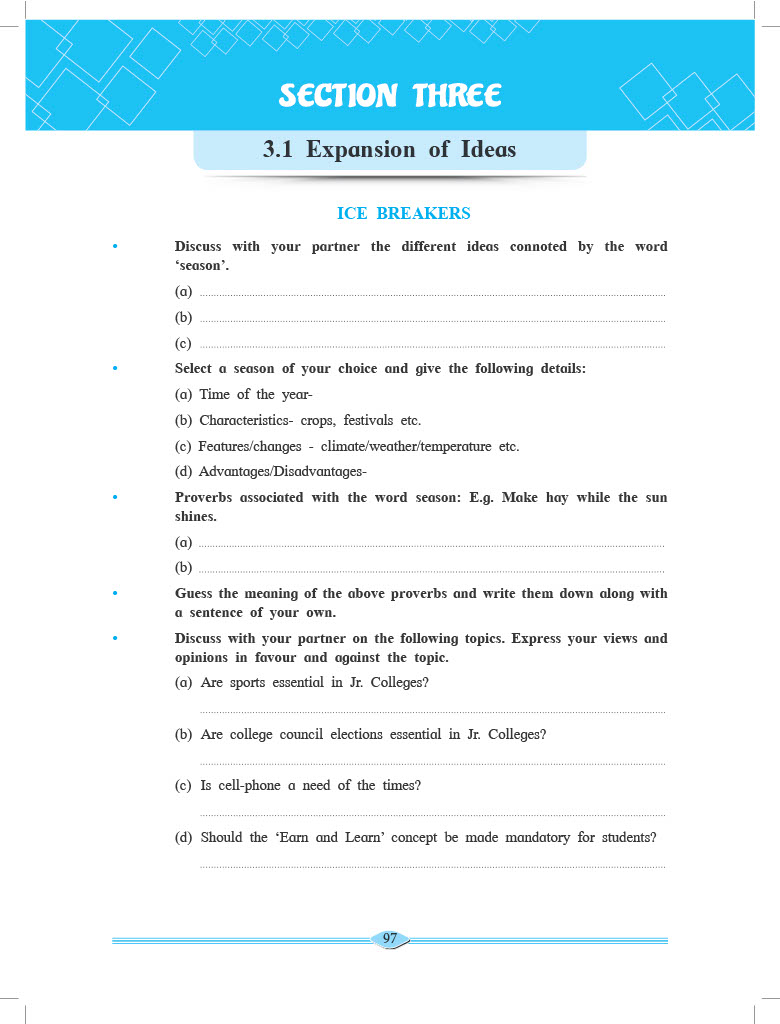 SECTION THREE
3.1 Expansion of Ideas
ICE BREAKERS
• Discuss with your partner the different ideas connoted by the word
‘season’.
(a) ........................................
(b) ........................................
(c) ........................................
• Select a season of your choice and give the following details:
(a) Time of the year-
(b) Characteristics- crops, festivals etc.
(c) Features/changes - climate/weather/temperature etc.
(d) Advantages/Disadvantages-
• Proverbs associated with the word season: E.g. Make hay while the sun
shines.
(a) ........................................
(b) ........................................
• Guess the meaning of the above proverbs and write them down along with
a sentence of your own.
• Discuss with your partner on the following topics. Express your views and
opinions in favour and against the topic.
(a) Are sports essential in Jr. Colleges?
........................................
(b) Are college council elections essential in Jr. Colleges?
........................................
(c) Is cell-phone a need of the times?
........................................
(d) Should the ‘Earn and Learn’ concept be made mandatory for students?
........................................
97